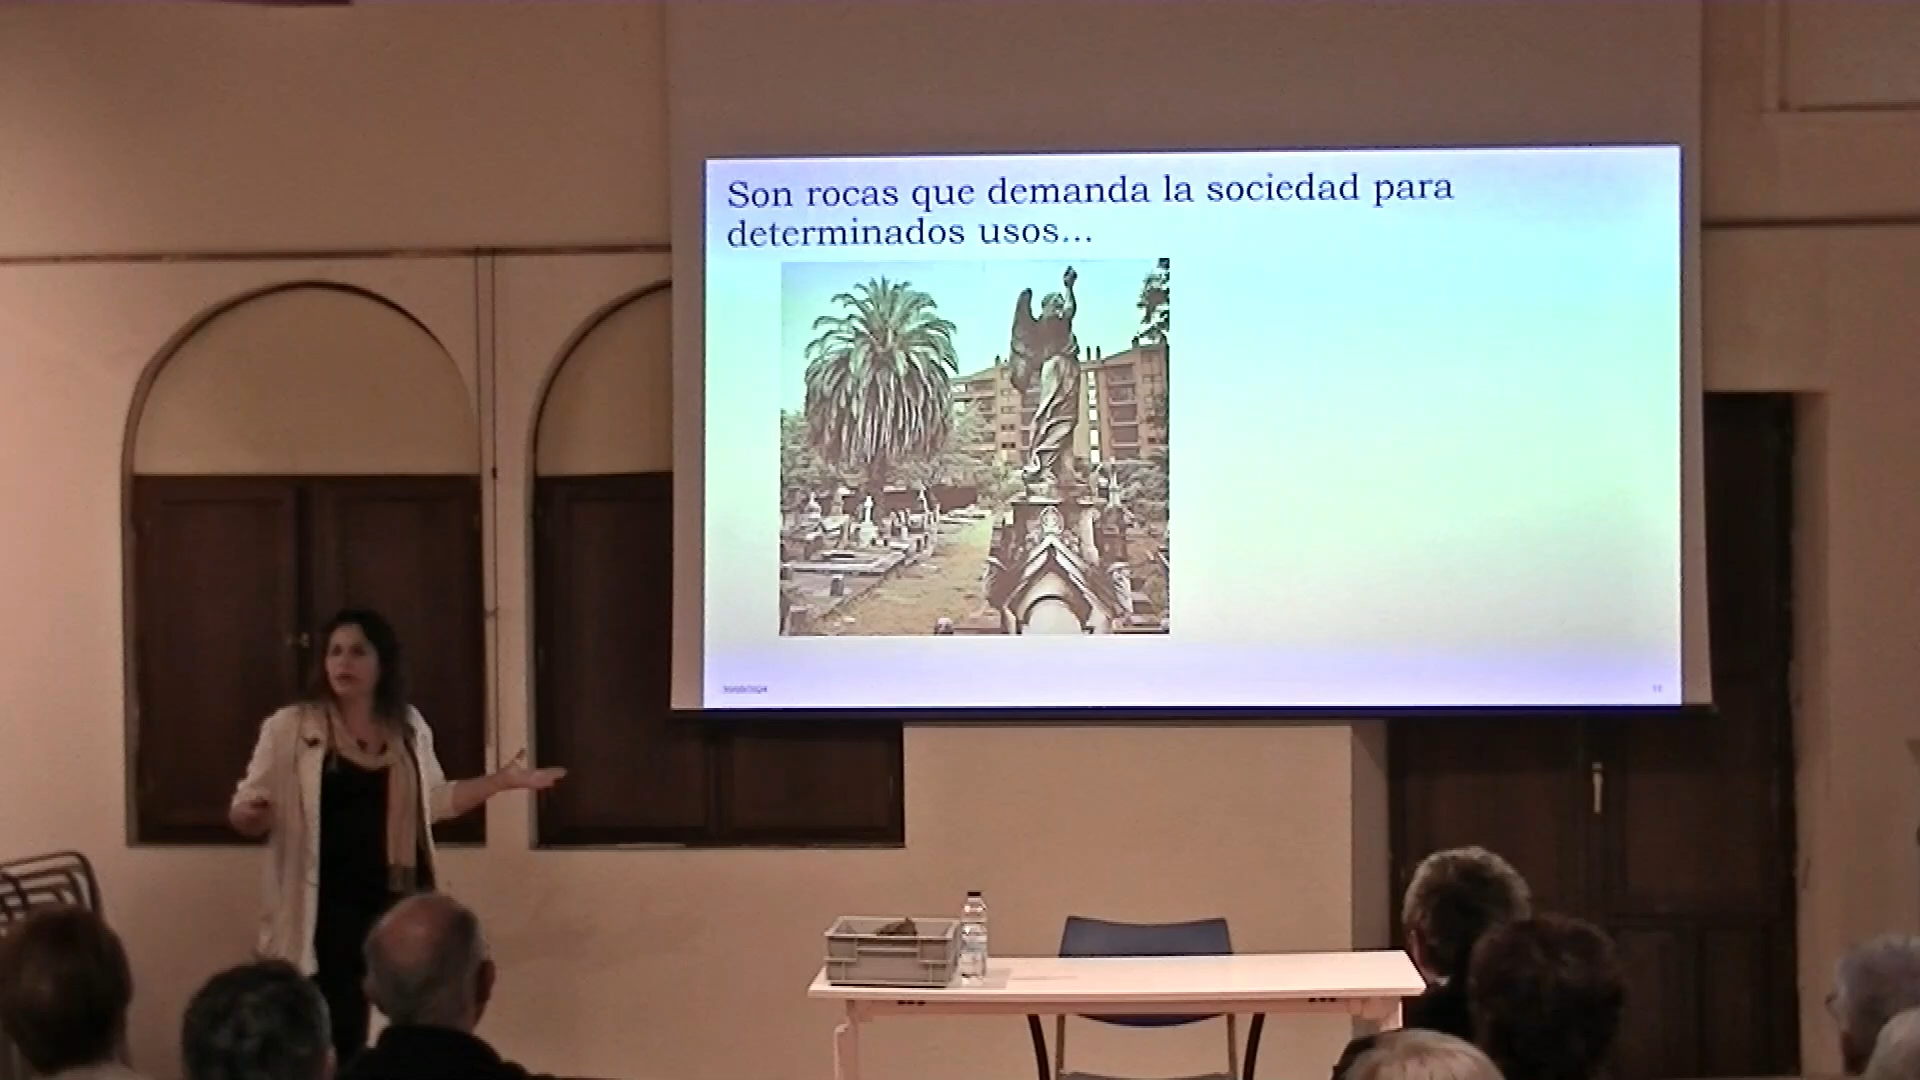 Son rocas que demanda la sociedad para
determinados usos...